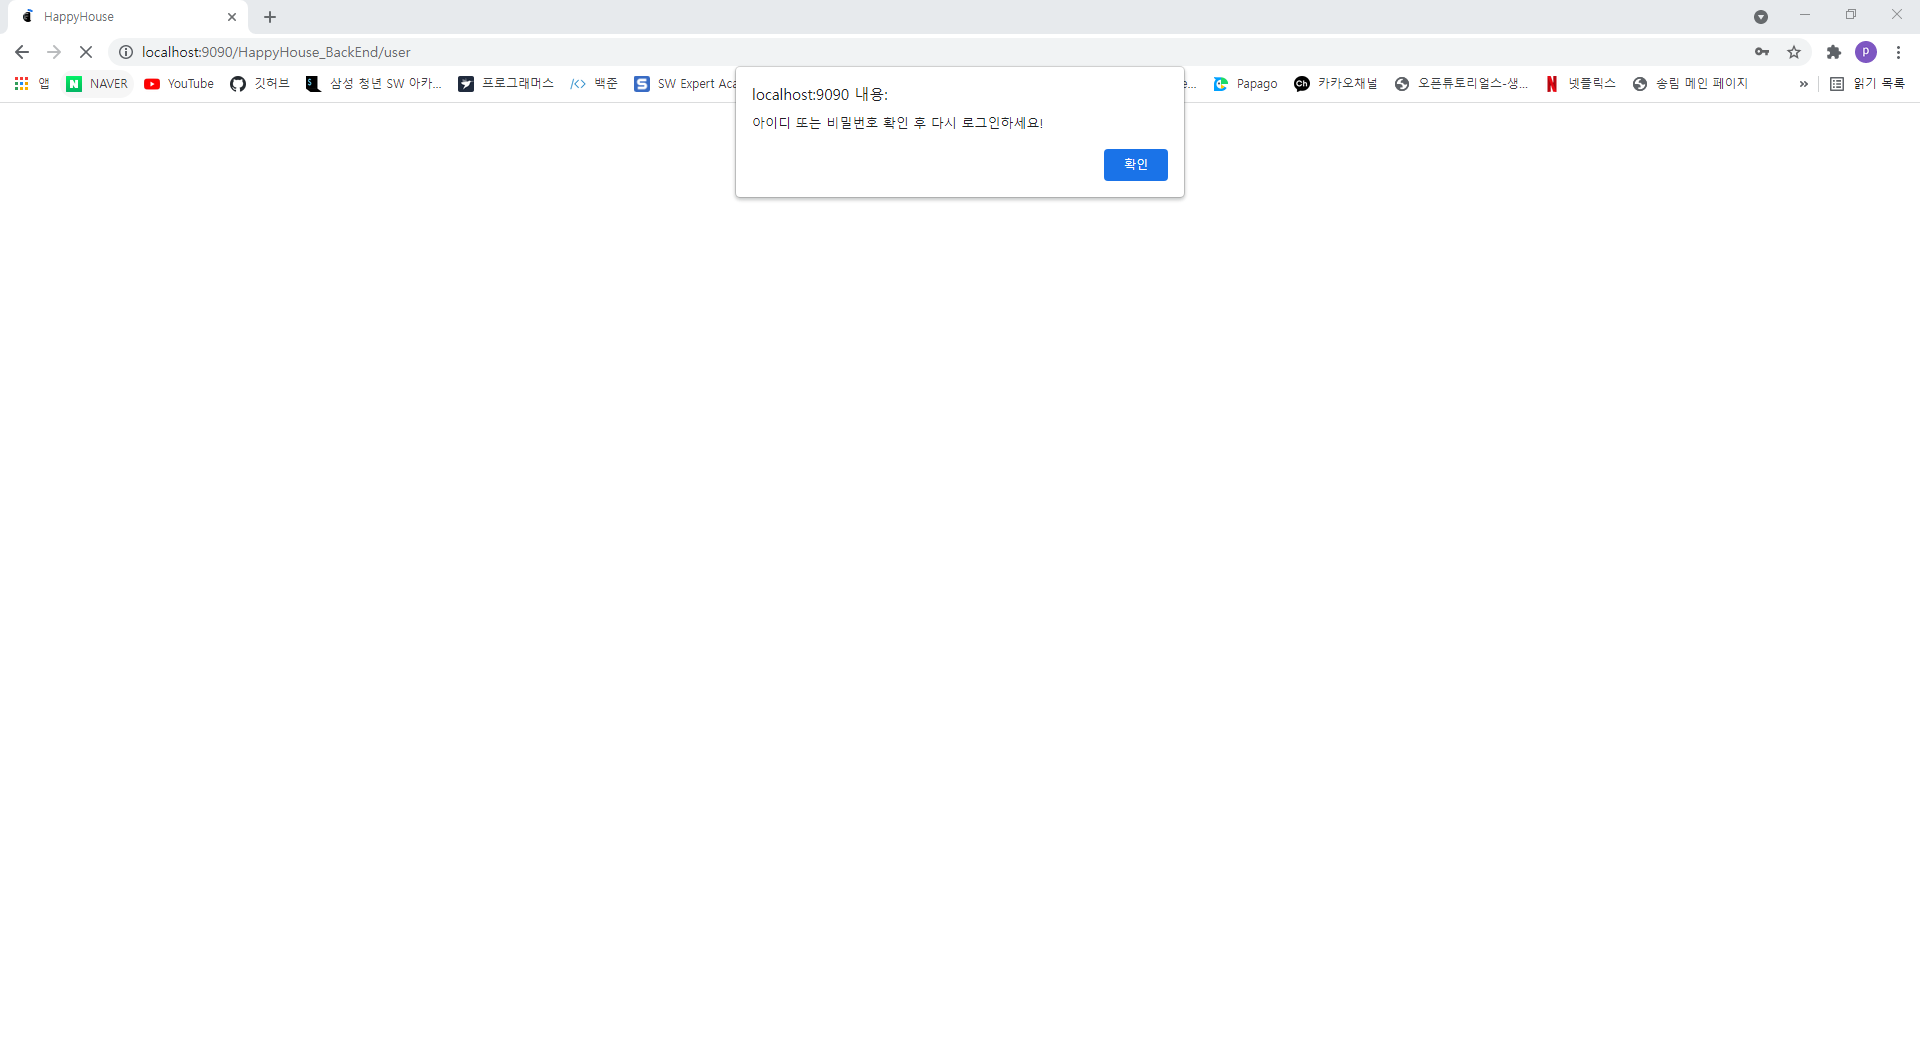 HappyHouse
localhost:9090/HappyHouse_BackEnd/user
P
앱 NAVER YouTube 깃허브 삼성 청년 SW 아카... 프로그래머스 백준 SW Expert Aca e... Papago 카카오채널 오픈튜토리얼스-생... 넷플릭스 송림 메인 페이지 » 읽기 목록
localhost:9090 내용:
아이디 또는 비밀번호 확인 후 다시 로그인하세요!
확인